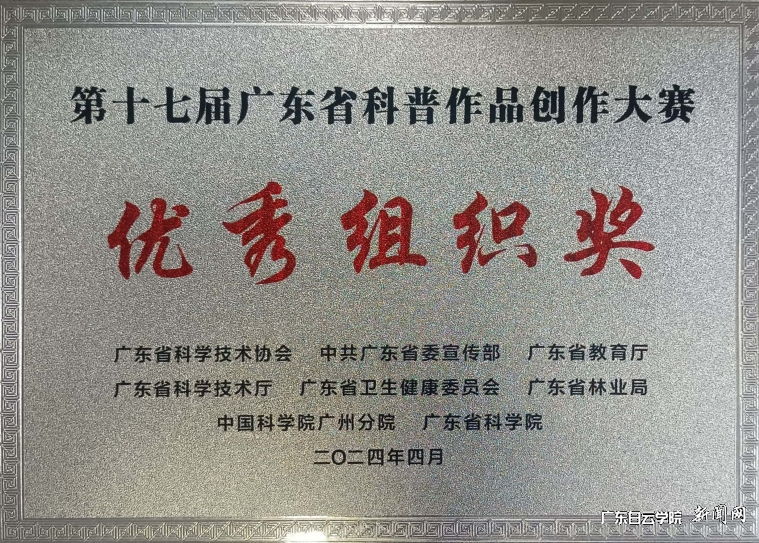 第十七届广东省科普作品创作大赛
优秀组织奖
广东省科学技术协会 中共广东省委宣传部 广东省教育厅
广东省科学技术厅 广东省卫生健康委员会 广东省林业局
中国科学院广州分院 广东省科学院
二〇二四年四月
广东白云学院 新闻网